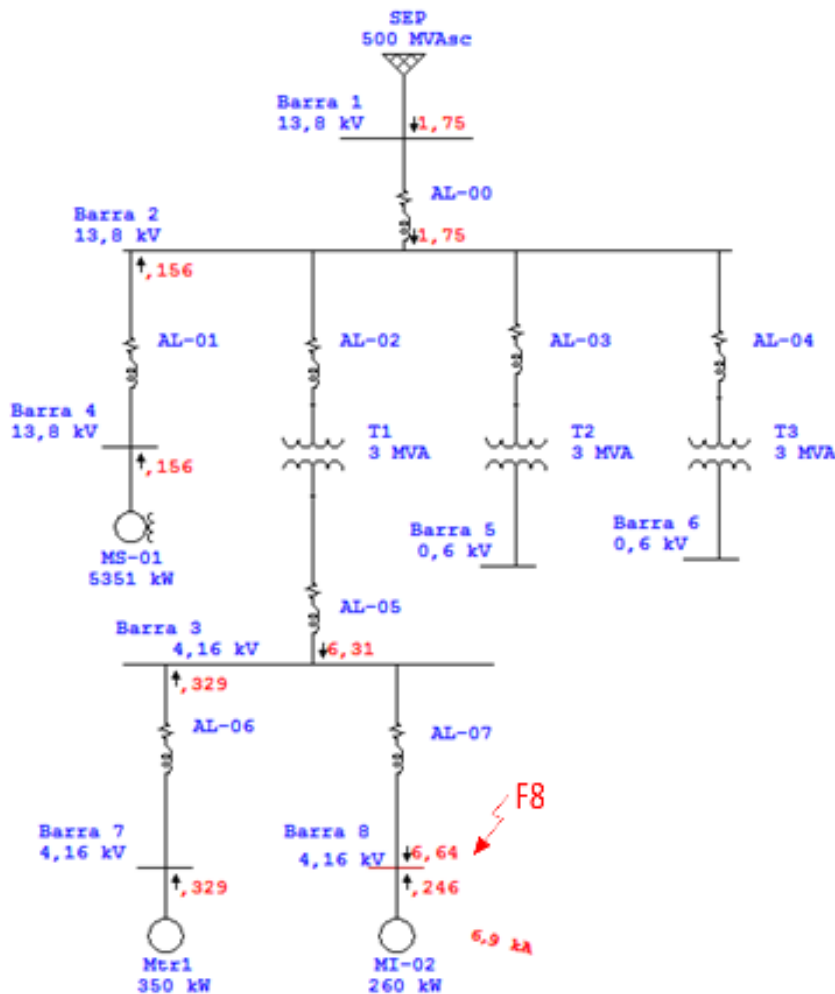 SEP
500 MVAsc
Barra 1
13,8 kV
1,75
AL-00
Barra 2
13,8 kV
1,75
,156
AL-01
AL-02
AL-03
AL-04
Barra 4
13,8 kV
,156
T1
3 MVA
T2
3 MVA
T3
3 MVA
MS-01
5351 kW
Barra 5
0,6 kV
Barra 6
0,6 kV
AL-05
Barra 3
4,16 kV
6,31
,329
AL-06
AL-07
F8
Barra 7
4,16 kV
Barra 8
4,16 kV
6,64
,329
,246
6,9 kA
Mtr1
350 kW
MI-02
260 kW